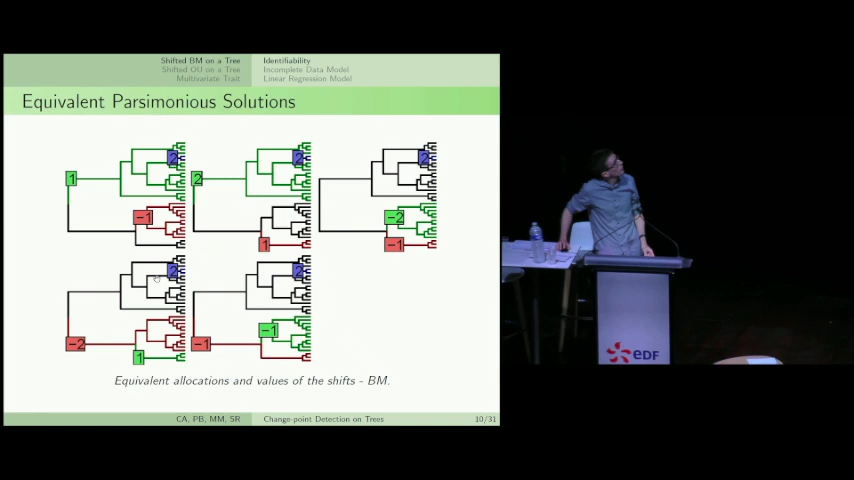 Shifted BM on a Tree
Shifted OU on a Tree
Multivariate Trait
Identifiability
Incomplete Data Model
Linear Regression Model
Equivalent Parsimonious Solutions
1
2
-1
2
2
1
2
-2
-1
-2
2
1
-1
2
-1
Equivalent allocations and values of the shifts - BM.
CA, PB, MM, SR
Change-point Detection on Trees
10/31
eDF